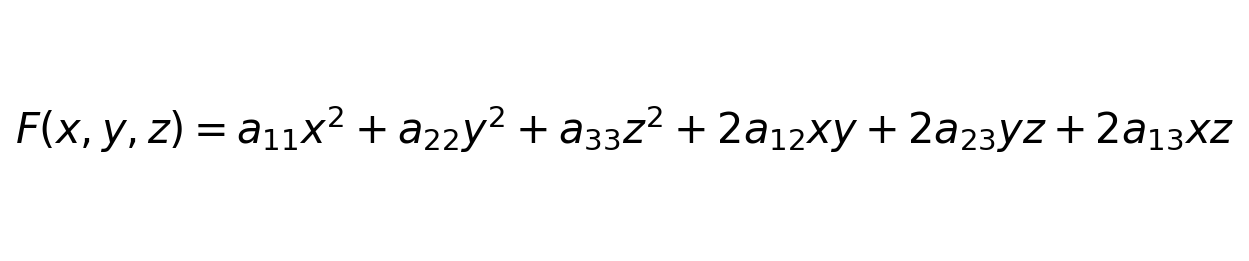 F(x, y, z) = a₁₁x² + a₂₂y² + a₃₃z² + 2a₁₂xy + 2a₂₃yz + 2a₁₃xz